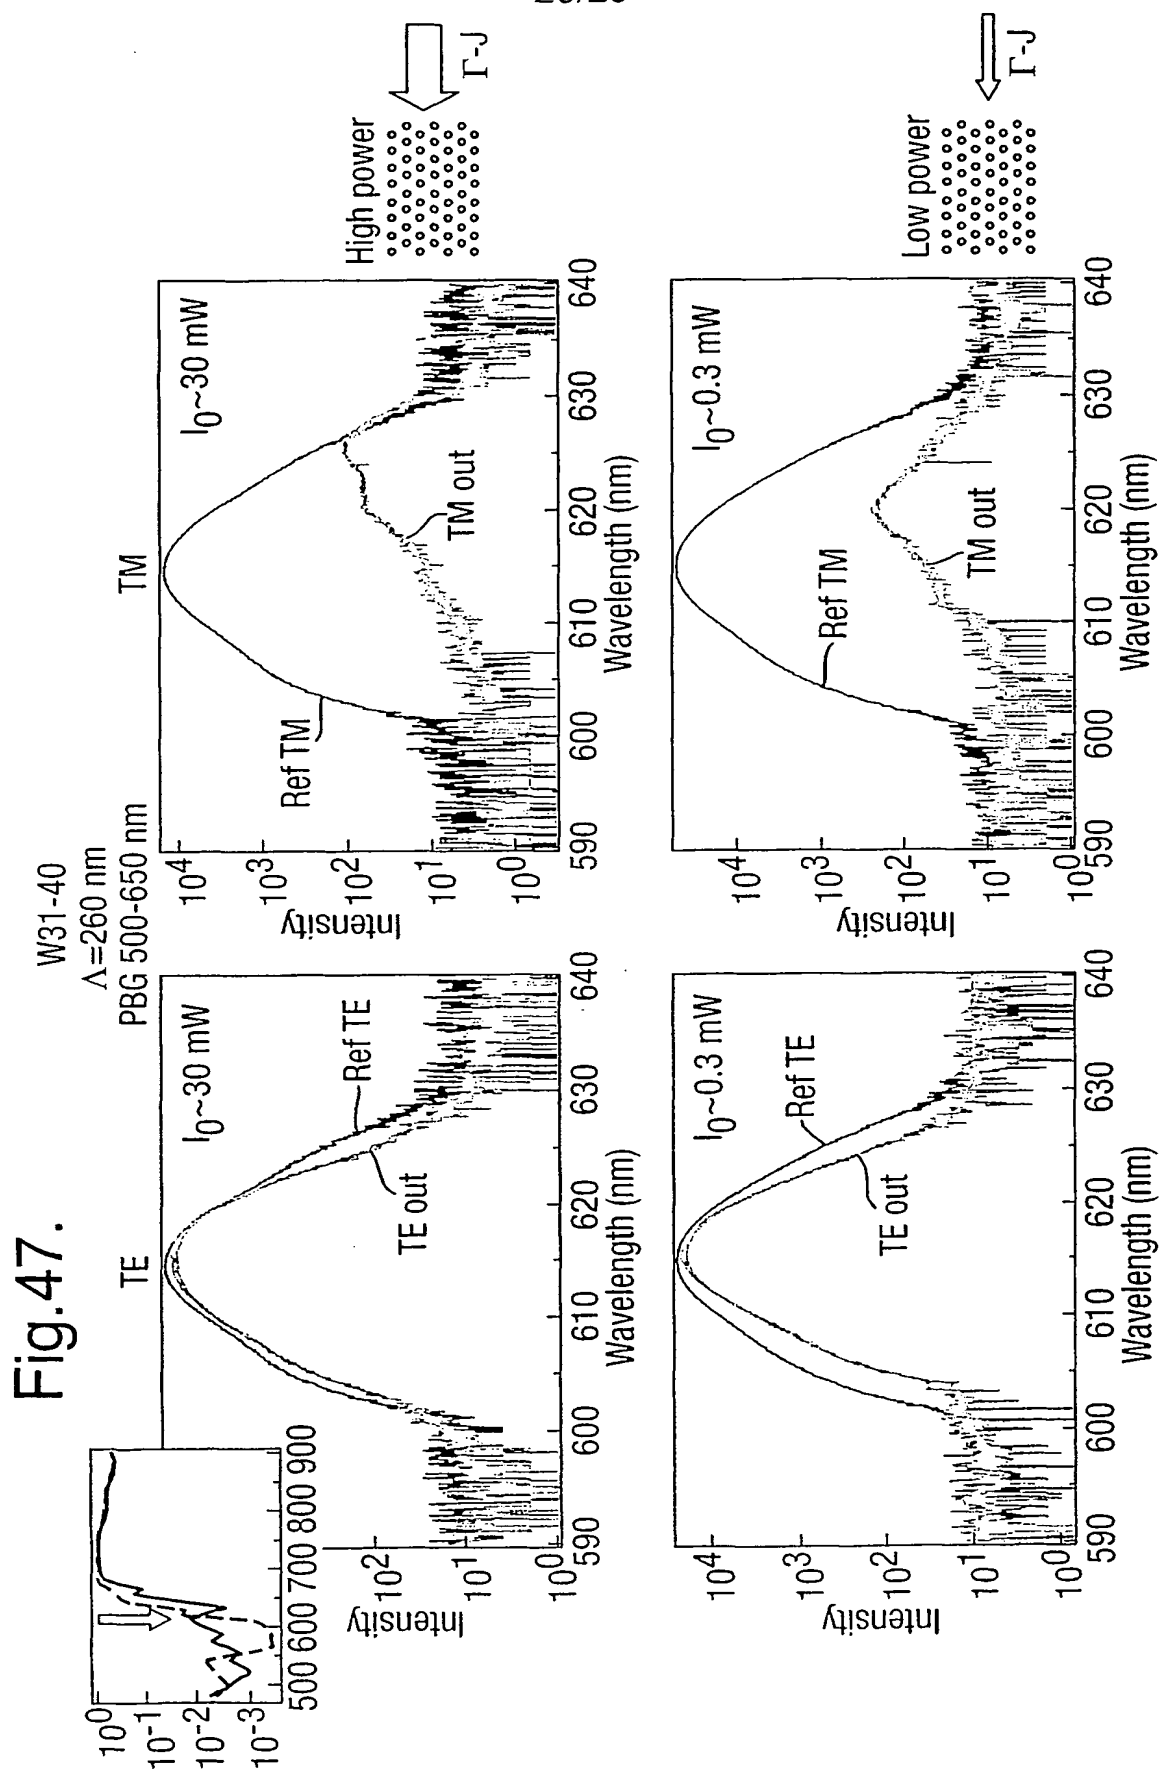 Fig.47.
W31-40
Λ=260 nm
PBG 500-650 nm
10⁰
10⁻¹
10⁻²
10⁻³
500 600 700 800 900
TE
I₀~30 mW
Ref TE
TE out
Intensity
10²
10¹
10⁰
590 600 610 620 630 640
Wavelength (nm)
TM
I₀~30 mW
Ref TM
TM out
Intensity
10⁴
10³
10²
10¹
10⁰
590 600 610 620 630 640
Wavelength (nm)
High power
Γ-J
I₀~0.3 mW
Ref TE
TE out
Intensity
10⁴
10³
10²
10¹
10⁰
590 600 610 620 630 640
Wavelength (nm)
I₀~0.3 mW
Ref TM
TM out
Intensity
10⁴
10³
10²
10¹
10⁰
590 600 610 620 630 640
Wavelength (nm)
Low power
Γ-J